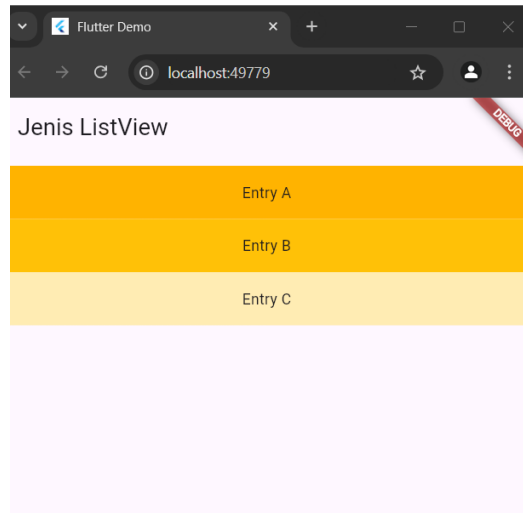 Flutter Demo
localhost:49779
Jenis ListView
DEBUG
Entry A
Entry B
Entry C